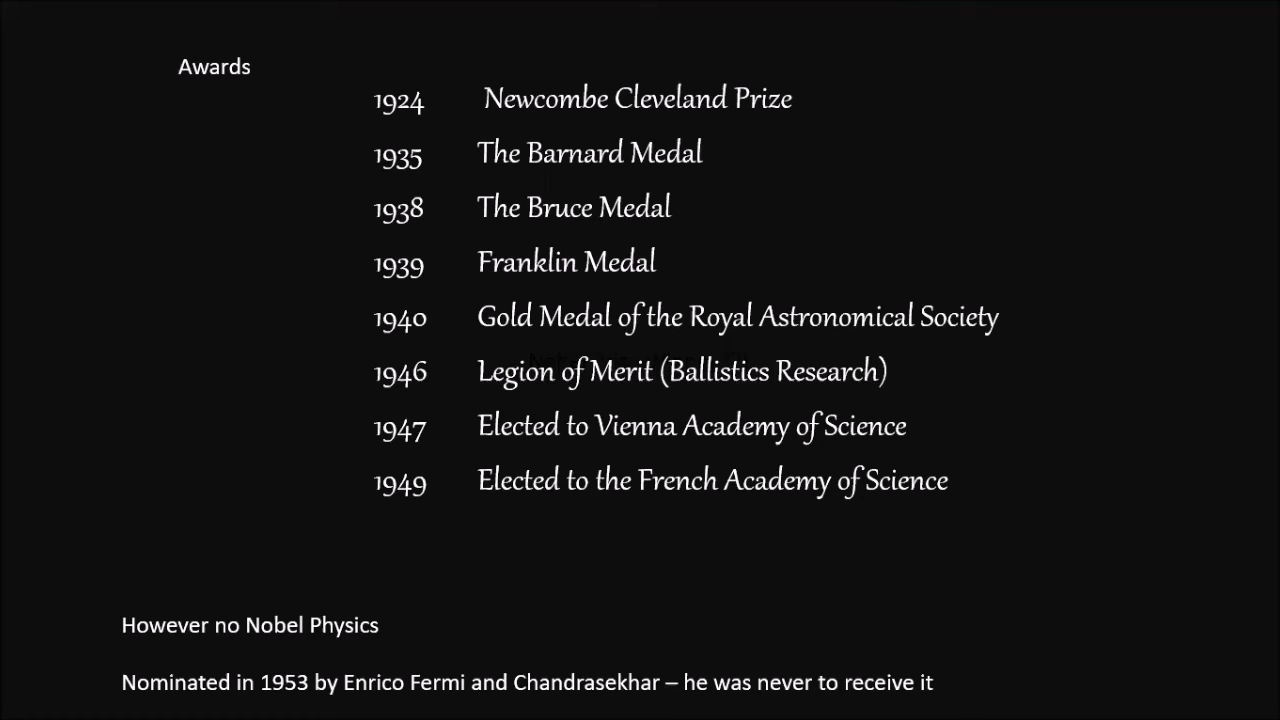 Awards
1924 Newcombe Cleveland Prize
1935 The Barnard Medal
1938 The Bruce Medal
1939 Franklin Medal
1940 Gold Medal of the Royal Astronomical Society
1946 Legion of Merit (Ballistics Research)
1947 Elected to Vienna Academy of Science
1949 Elected to the French Academy of Science
However no Nobel Physics
Nominated in 1953 by Enrico Fermi and Chandrasekhar – he was never to receive it